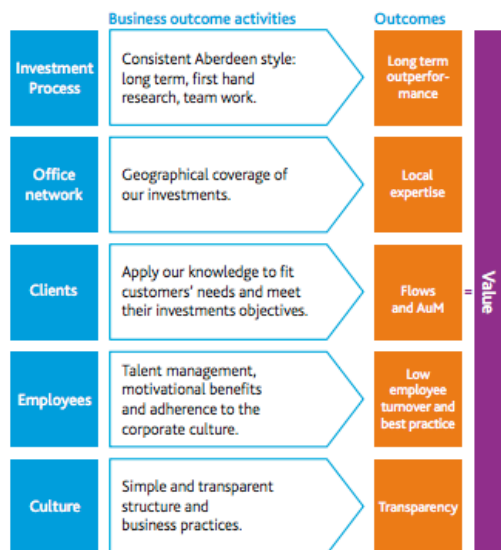 Business outcome activities
Outcomes
Investment
Process
Consistent Aberdeen style:
long term, first hand
research, team work.
Long term
outperfor-
mance
Office
network
Geographical coverage of
our investments.
Local
expertise
Clients
Apply our knowledge to fit
customers' needs and meet
their investments objectives.
Flows
and AuM
=
Value
Employees
Talent management,
motivational benefits
and adherence to the
corporate culture.
Low
employee
turnover and
best practice
Culture
Simple and transparent
structure and
business practices.
Transparency